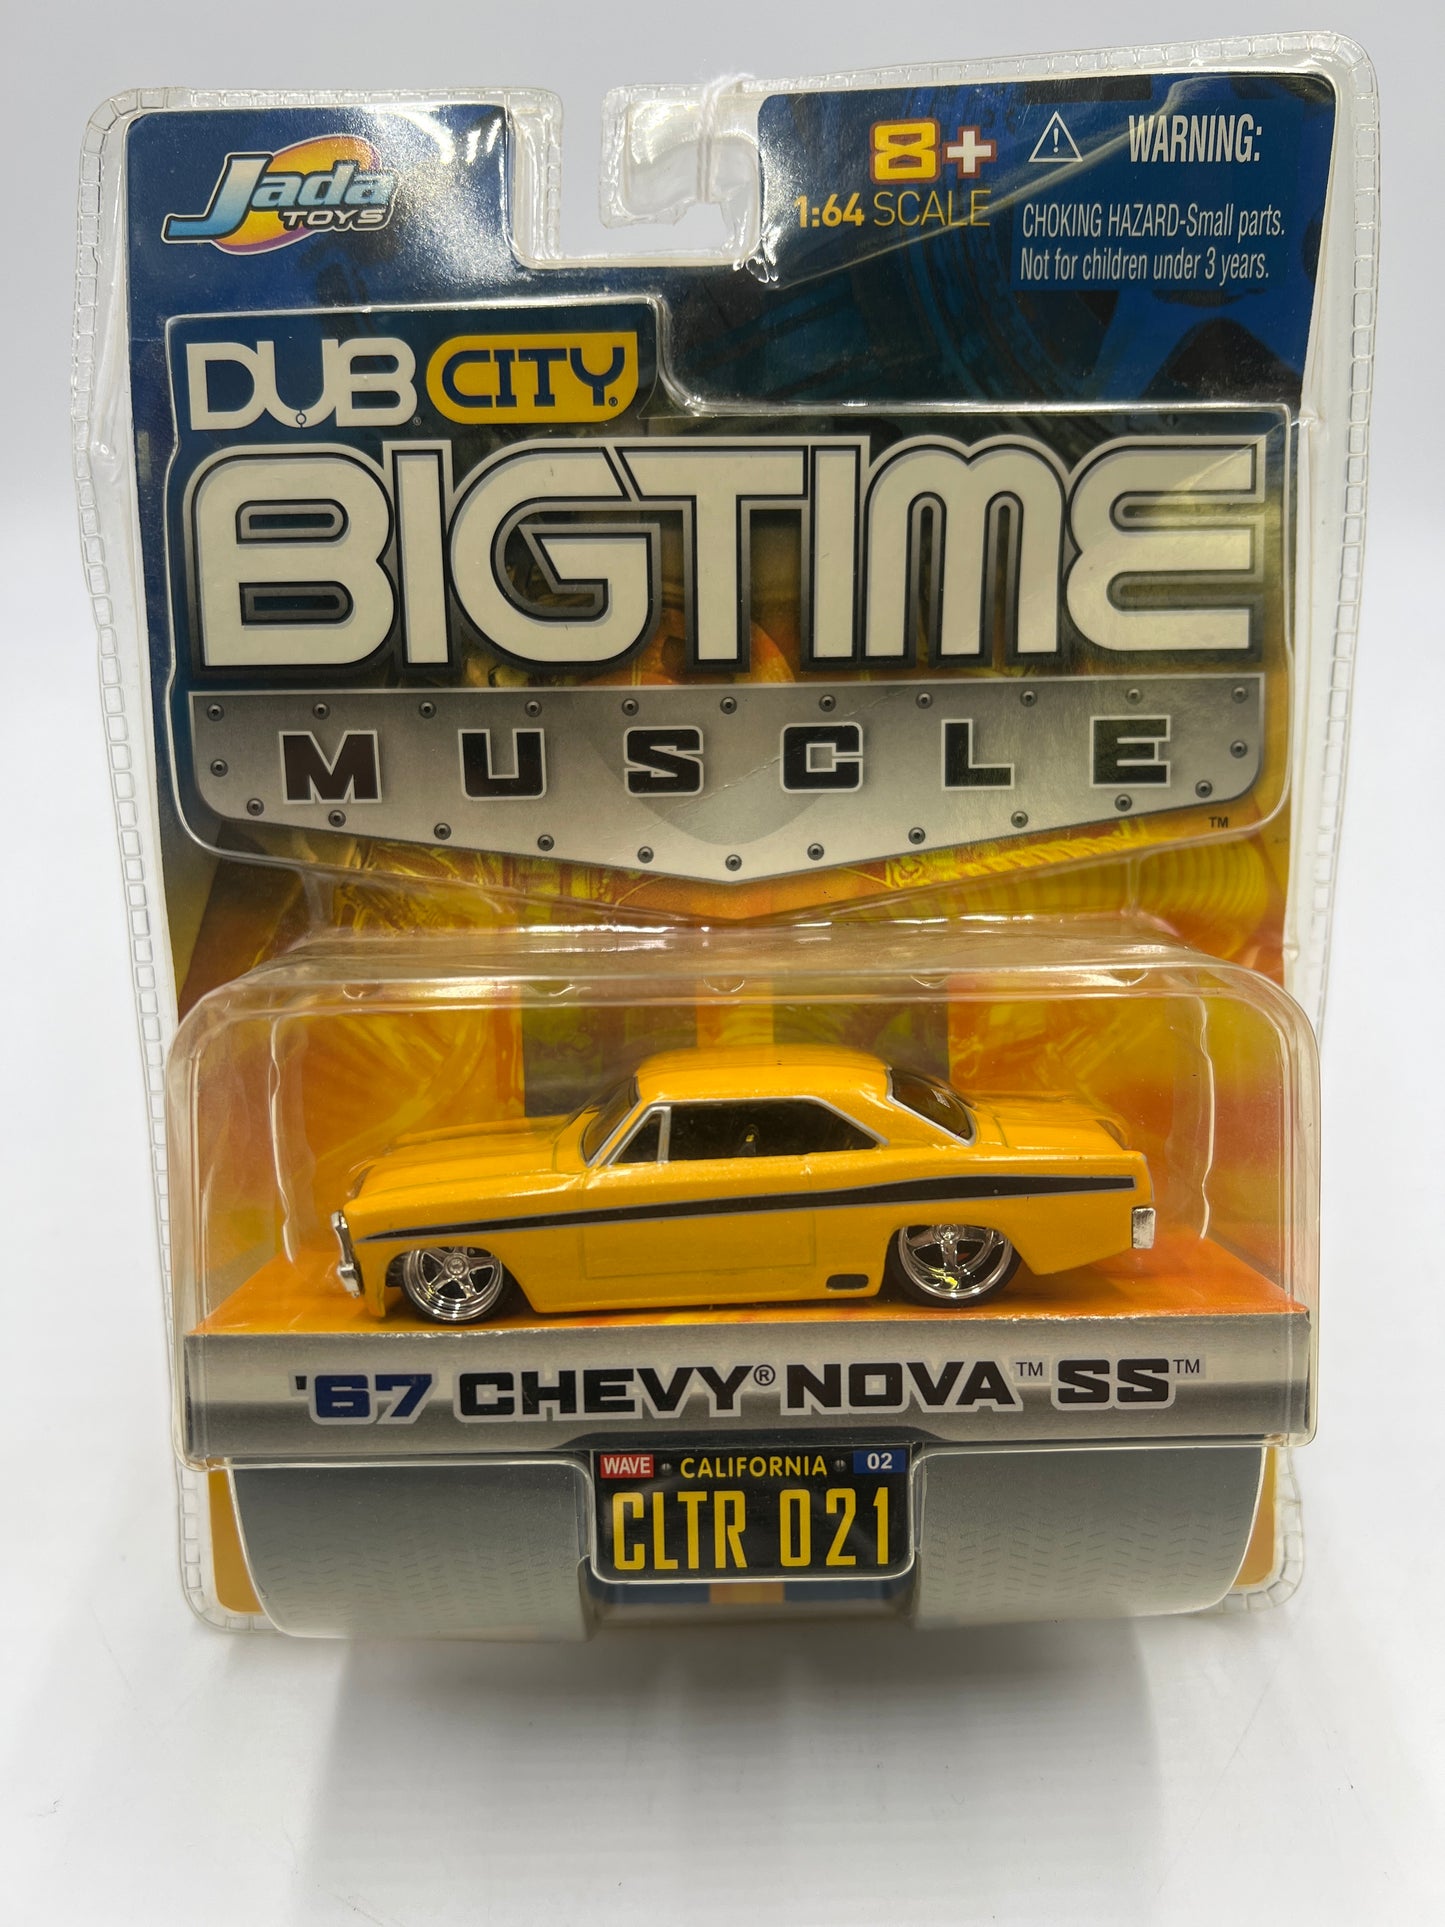 Jada
TOYS
8+
1:64 SCALE
WARNING:
CHOKING HAZARD-Small parts.
Not for children under 3 years.
DUB® CITY®
BIGTIME
MUSCLE
™
'67 CHEVY® NOVA™ SS™
WAVE CALIFORNIA 02
CLTR 021